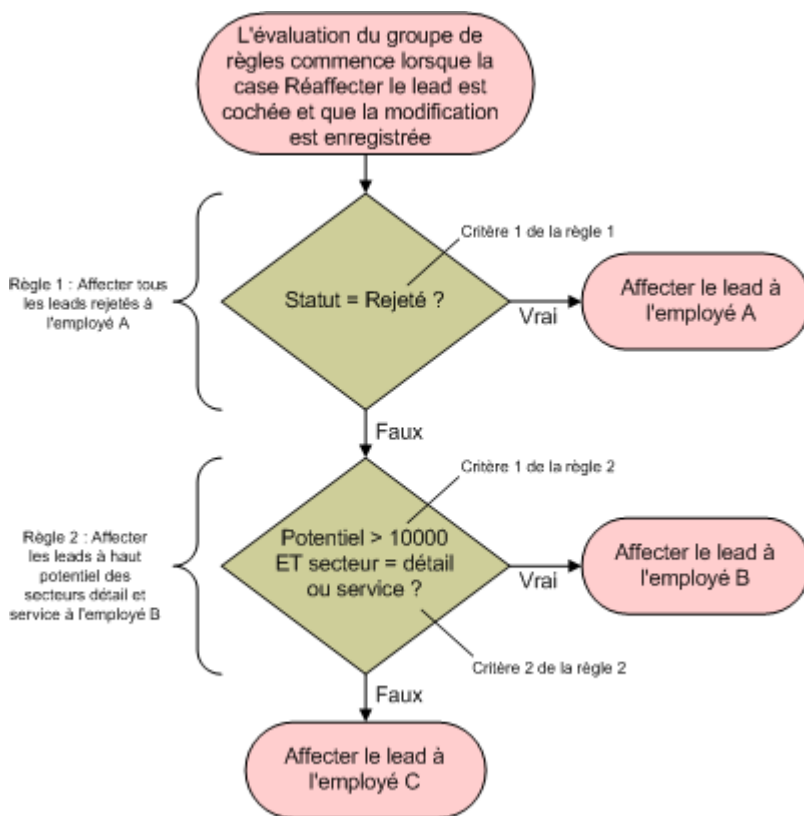 L'évaluation du groupe de
règles commence lorsque la
case Réaffecter le lead est
cochée et que la modification
est enregistrée
Critère 1 de la règle 1
Règle 1 : Affecter tous
les leads rejetés à
l'employé A
Statut = Rejeté ?
Vrai
Affecter le lead à
l'employé A
Faux
Critère 1 de la règle 2
Règle 2 : Affecter
les leads à haut
potentiel des
secteurs détail et
service à l'employé B
Potentiel > 10000
ET secteur = détail
ou service ?
Vrai
Affecter le lead à
l'employé B
Critère 2 de la règle 2
Faux
Affecter le lead à
l'employé C